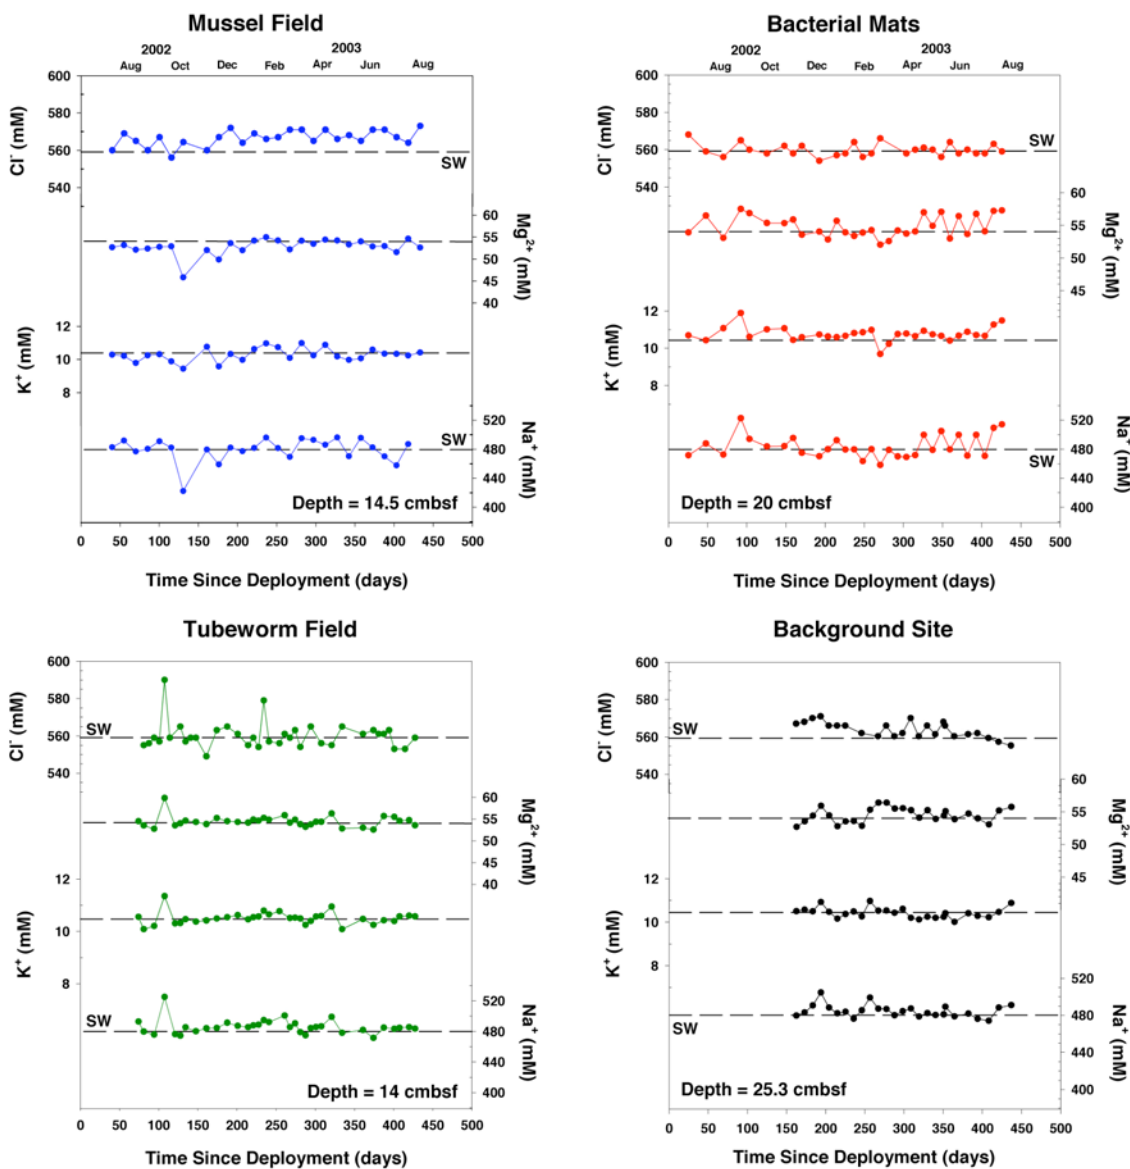 Mussel Field
2002 2003
Aug Oct Dec Feb Apr Jun Aug
600
580
560
540
Cl⁻ (mM)
SW
60
55
50
45
40
Mg²⁺ (mM)
12
10
8
K⁺ (mM)
520
480
440
400
Na⁺ (mM)
SW
Depth = 14.5 cmbsf
0 50 100 150 200 250 300 350 400 450 500
Time Since Deployment (days)
Bacterial Mats
2002 2003
Aug Oct Dec Feb Apr Jun Aug
600
580
560
540
Cl⁻ (mM)
SW
60
55
50
45
Mg²⁺ (mM)
12
10
8
K⁺ (mM)
520
480
440
400
Na⁺ (mM)
SW
Depth = 20 cmbsf
0 50 100 150 200 250 300 350 400 450 500
Time Since Deployment (days)
Tubeworm Field
600
580
560
540
Cl⁻ (mM)
SW
60
55
50
45
40
Mg²⁺ (mM)
12
10
8
K⁺ (mM)
520
480
440
400
Na⁺ (mM)
SW
Depth = 14 cmbsf
0 50 100 150 200 250 300 350 400 450 500
Time Since Deployment (days)
Background Site
600
580
560
540
Cl⁻ (mM)
SW
60
55
50
45
Mg²⁺ (mM)
12
10
8
K⁺ (mM)
520
480
440
400
Na⁺ (mM)
SW
Depth = 25.3 cmbsf
0 50 100 150 200 250 300 350 400 450 500
Time Since Deployment (days)